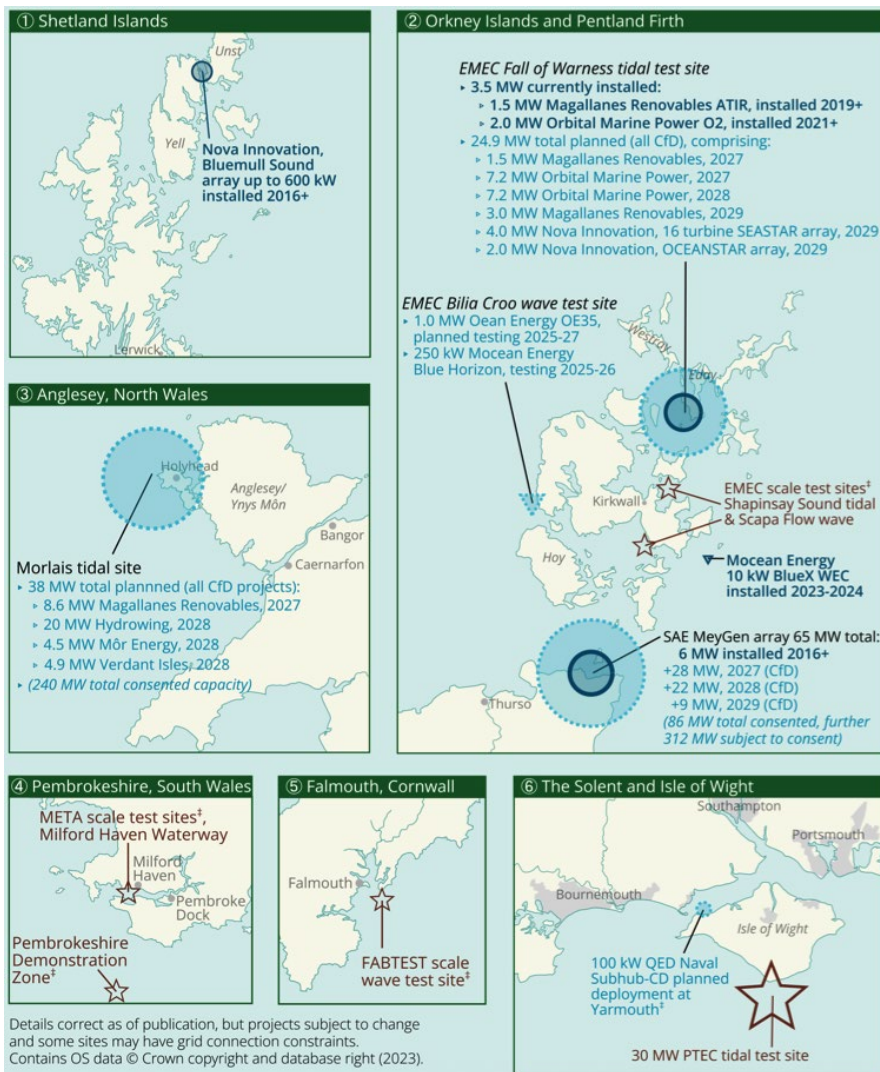 ① Shetland Islands
Unst
Yell
Nova Innovation,
Bluemull Sound
array up to 600 kW
installed 2016+
Lerwick
② Orkney Islands and Pentland Firth
EMEC Fall of Warness tidal test site
▸ 3.5 MW currently installed:
▹ 1.5 MW Magallanes Renovables ATIR, installed 2019+
▹ 2.0 MW Orbital Marine Power O2, installed 2021+
▸ 24.9 MW total planned (all CfD), comprising:
▹ 1.5 MW Magallanes Renovables, 2027
▹ 7.2 MW Orbital Marine Power, 2027
▹ 7.2 MW Orbital Marine Power, 2028
▹ 3.0 MW Magallanes Renovables, 2029
▹ 4.0 MW Nova Innovation, 16 turbine SEASTAR array, 2029
▹ 2.0 MW Nova Innovation, OCEANSTAR array, 2029
EMEC Bilia Croo wave test site
▸ 1.0 MW Oean Energy OE35,
planned testing 2025-27
▸ 250 kW Mocean Energy
Blue Horizon, testing 2025-26
Westray
Eday
Kirkwall
Hoy
EMEC scale test sites‡
Shapinsay Sound tidal
& Scapa Flow wave
Mocean Energy
10 kW BlueX WEC
installed 2023-2024
SAE MeyGen array 65 MW total:
6 MW installed 2016+
+28 MW, 2027 (CfD)
+22 MW, 2028 (CfD)
+9 MW, 2029 (CfD)
(86 MW total consented, further
312 MW subject to consent)
Thurso
③ Anglesey, North Wales
Holyhead
Anglesey/
Ynys Môn
Bangor
Caernarfon
Morlais tidal site
▸ 38 MW total plannned (all CfD projects):
▹ 8.6 MW Magallanes Renovables, 2027
▹ 20 MW Hydrowing, 2028
▹ 4.5 MW Môr Energy, 2028
▹ 4.9 MW Verdant Isles, 2028
▸ (240 MW total consented capacity)
④ Pembrokeshire, South Wales
META scale test sites‡,
Milford Haven Waterway
Milford
Haven
Pembroke
Dock
Pembrokeshire
Demonstration
Zone‡
⑤ Falmouth, Cornwall
Falmouth
FABTEST scale
wave test site‡
⑥ The Solent and Isle of Wight
Southampton
Portsmouth
Bournemouth
Isle of Wight
100 kW QED Naval
Subhub-CD planned
deployment at
Yarmouth‡
30 MW PTEC tidal test site
Details correct as of publication, but projects subject to change
and some sites may have grid connection constraints.
Contains OS data © Crown copyright and database right (2023).